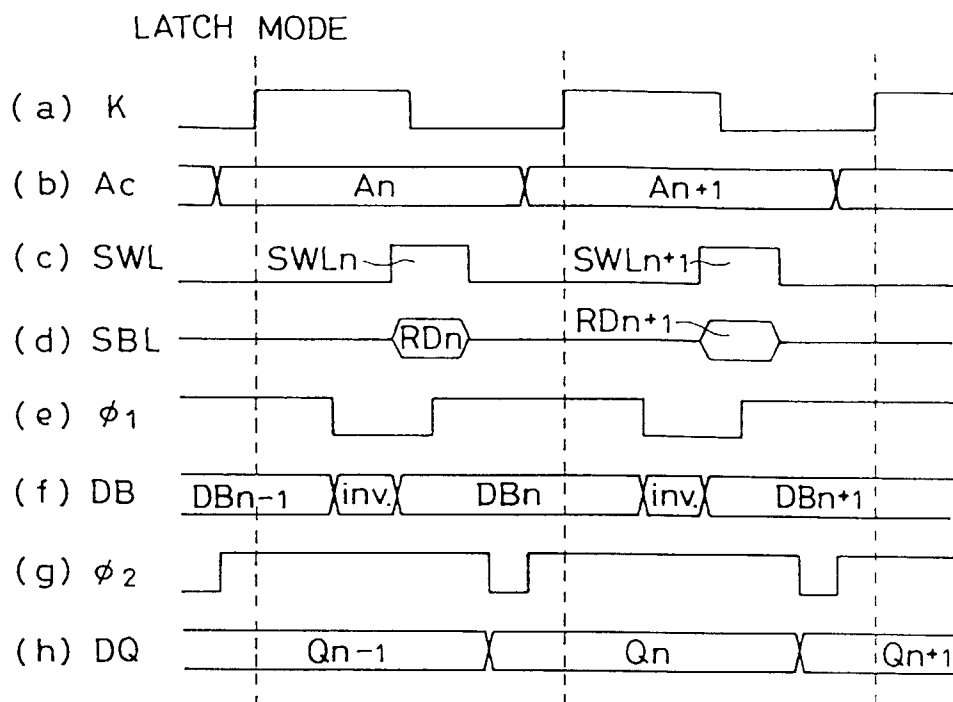 LATCH MODE
(a) K
(b) Ac An An+1
(c) SWL SWLn SWLn+1
(d) SBL RDn RDn+1
(e) φ1
(f) DB DBn-1 inv. DBn inv. DBn+1
(g) φ2
(h) DQ Qn-1 Qn Qn+1